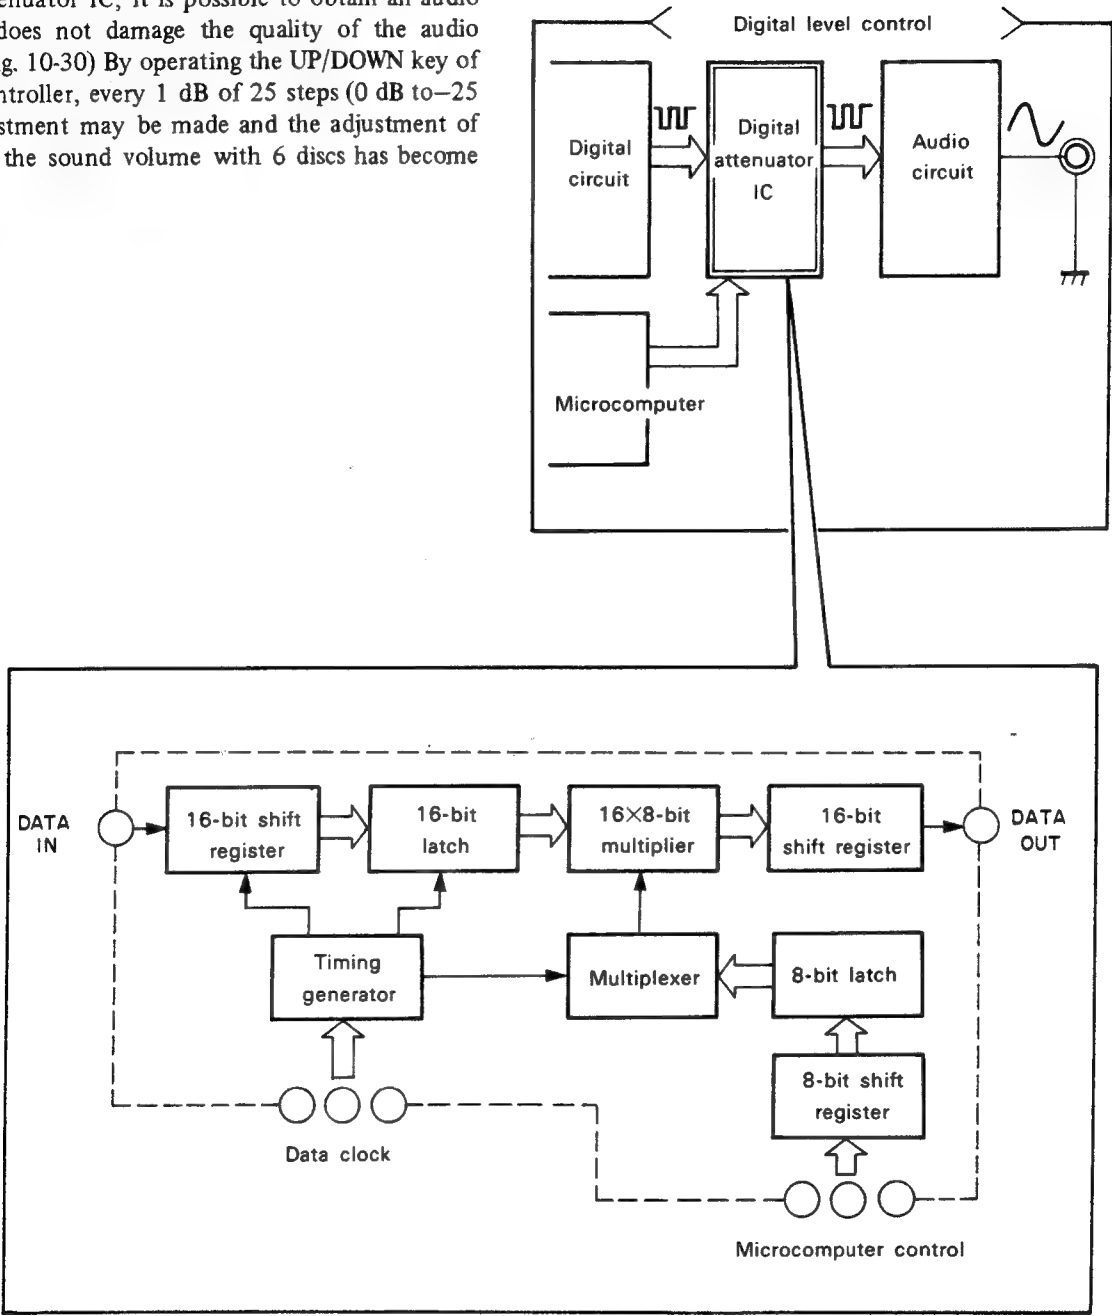 IC, it is possible to obtain an audio
does not damage the quality of the audio
10-30) By operating the UP/DOWN key of
every 1 dB of 25 steps (0 dB to–25
may be made and the adjustment of
the sound volume with 6 discs has become
Digital level control
Digital
circuit
Digital
attenuator
IC
Audio
circuit
Microcomputer
DATA
IN
16-bit shift
register
16-bit
latch
16×8-bit
multiplier
16-bit
shift register
DATA
OUT
Timing
generator
Multiplexer
8-bit latch
8-bit shift
register
Data clock
Microcomputer control